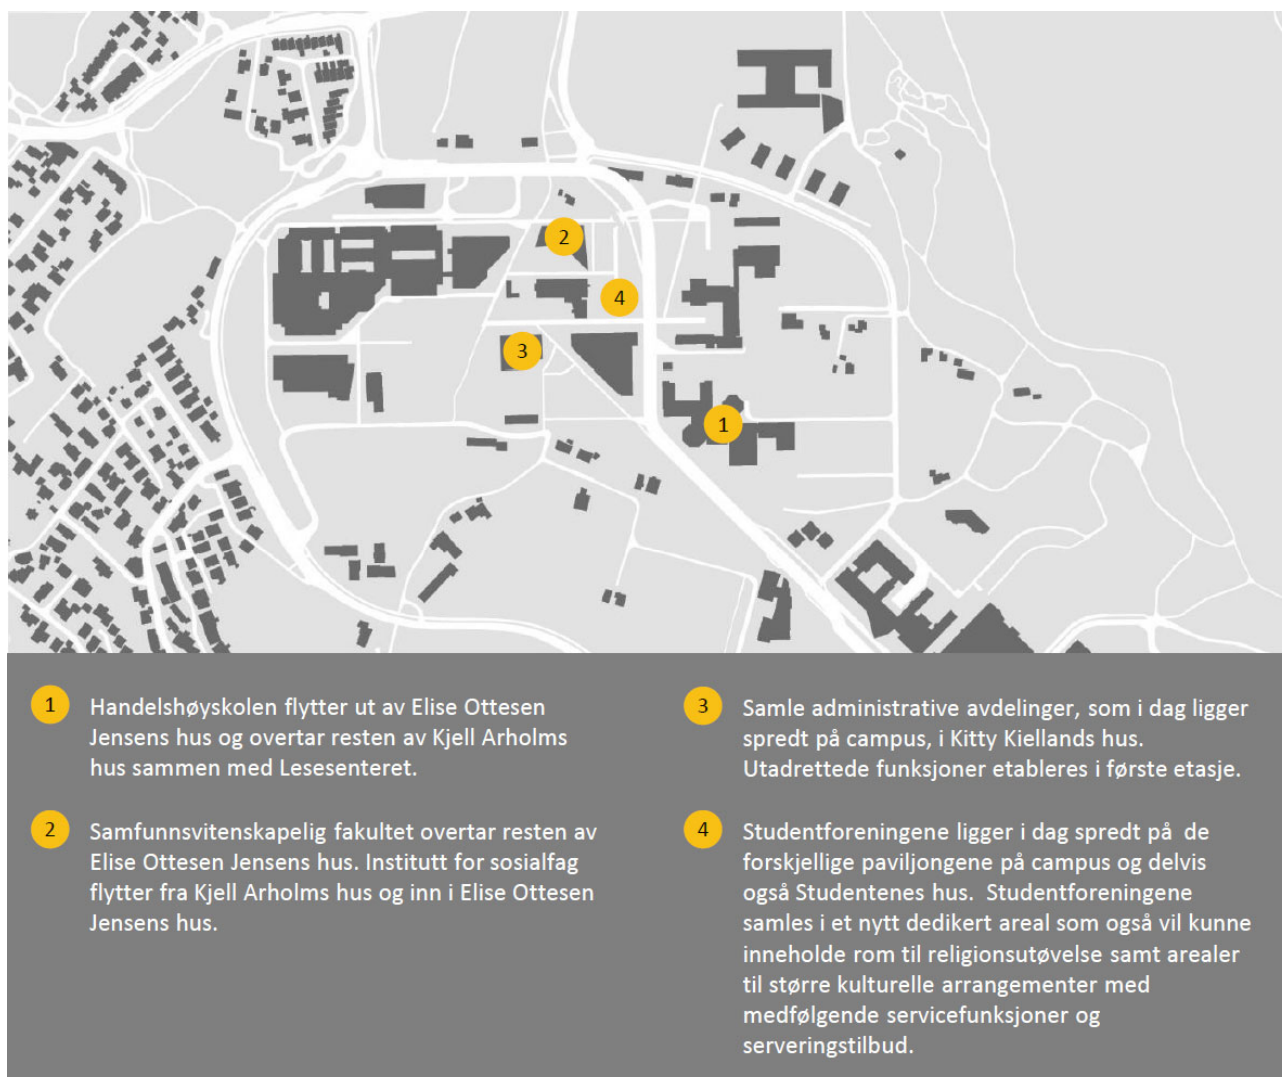 2
4
3
1
1
Handelshøyskolen flytter ut av Elise Ottesen
Jensens hus og overtar resten av Kjell Arholms
hus sammen med Lesesenteret.
2
Samfunnsvitenskapelig fakultet overtar resten av
Elise Ottesen Jensens hus. Institutt for sosialfag
flytter fra Kjell Arholms hus og inn i Elise Ottesen
Jensens hus.
3
Samle administrative avdelinger, som i dag ligger
spredt på campus, i Kitty Kiellands hus.
Utadrettede funksjoner etableres i første etasje.
4
Studentforeningene ligger i dag spredt på  de
forskjellige paviljongene på campus og delvis
også Studentenes hus.  Studentforeningene
samles i et nytt dedikert areal som også vil kunne
inneholde rom til religionsutøvelse samt arealer
til større kulturelle arrangementer med
medfølgende servicefunksjoner og
serveringstilbud.